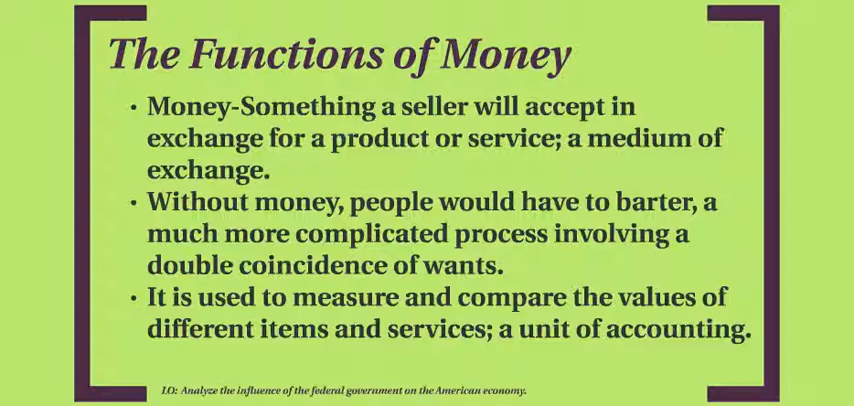 The Functions of Money
• Money-Something a seller will accept in
exchange for a product or service; a medium of
exchange.
• Without money, people would have to barter, a
much more complicated process involving a
double coincidence of wants.
• It is used to measure and compare the values of
different items and services; a unit of accounting.
LO: Analyze the influence of the federal government on the American economy.